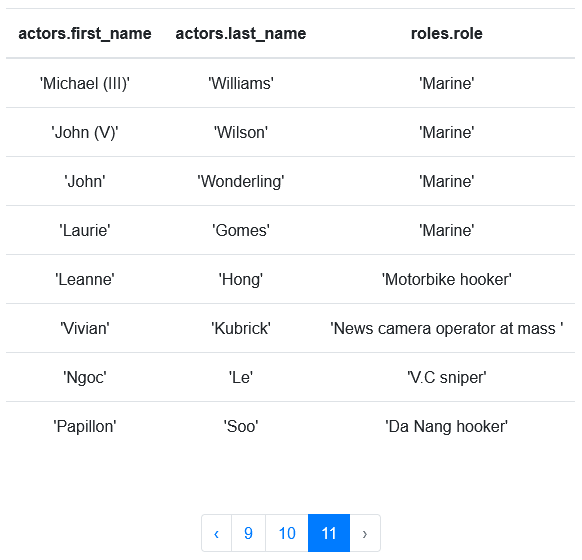 actors.first_name actors.last_name roles.role
'Michael (III)' 'Williams' 'Marine'
'John (V)' 'Wilson' 'Marine'
'John' 'Wonderling' 'Marine'
'Laurie' 'Gomes' 'Marine'
'Leanne' 'Hong' 'Motorbike hooker'
'Vivian' 'Kubrick' 'News camera operator at mass '
'Ngoc' 'Le' 'V.C sniper'
'Papillon' 'Soo' 'Da Nang hooker'
‹ 9 10 11 ›